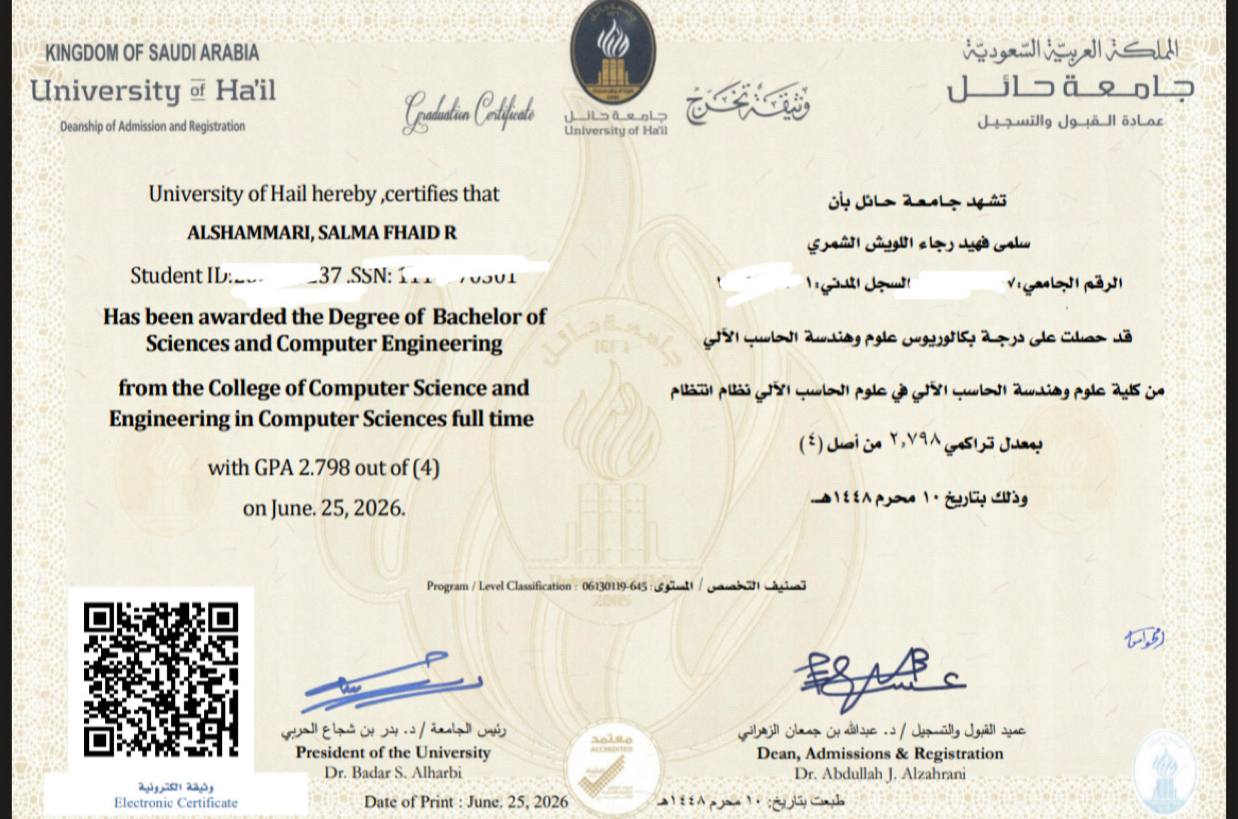 KINGDOM OF SAUDI ARABIA
University of Ha'il
Deanship of Admission and Registration
Graduation Certificate
جامعة حائل
University of Ha'il
وثيقة تخرج
المملكة العربية السعودية
جامعة حائل
عمادة القبول والتسجيل
University of Hail hereby ,certifies that
ALSHAMMARI, SALMA FHAID R
Student ID: 37 .SSN:
Has been awarded the Degree of Bachelor of
Sciences and Computer Engineering
from the College of Computer Science and
Engineering in Computer Sciences full time
with GPA 2.798 out of (4)
on June. 25, 2026.
تشهد جامعة حائل بأن
سلمى فهيد رجاء اللويش الشمري
الرقم الجامعي: ٧ السجل المدني: ١
قد حصلت على درجة بكالوريوس علوم وهندسة الحاسب الآلي
من كلية علوم وهندسة الحاسب الآلي في علوم الحاسب الآلي نظام انتظام
بمعدل تراكمي ٢,٧٩٨ من أصل (٤)
وذلك بتاريخ ١٠ محرم ١٤٤٨هـ
Program / Level Classification : 06130119-645 :تصنيف التخصص / المستوى
وثيقة الكترونية
Electronic Certificate
رئيس الجامعة / د. بدر بن شجاع الحربي
President of the University
Dr. Badar S. Alharbi
Date of Print : June. 25, 2026
معتمد
ACCREDITED
عميد القبول والتسجيل / د. عبدالله بن جمعان الزهراني
Dean, Admissions & Registration
Dr. Abdullah J. Alzahrani
طبعت بتاريخ: ١٠ محرم ١٤٤٨هـ